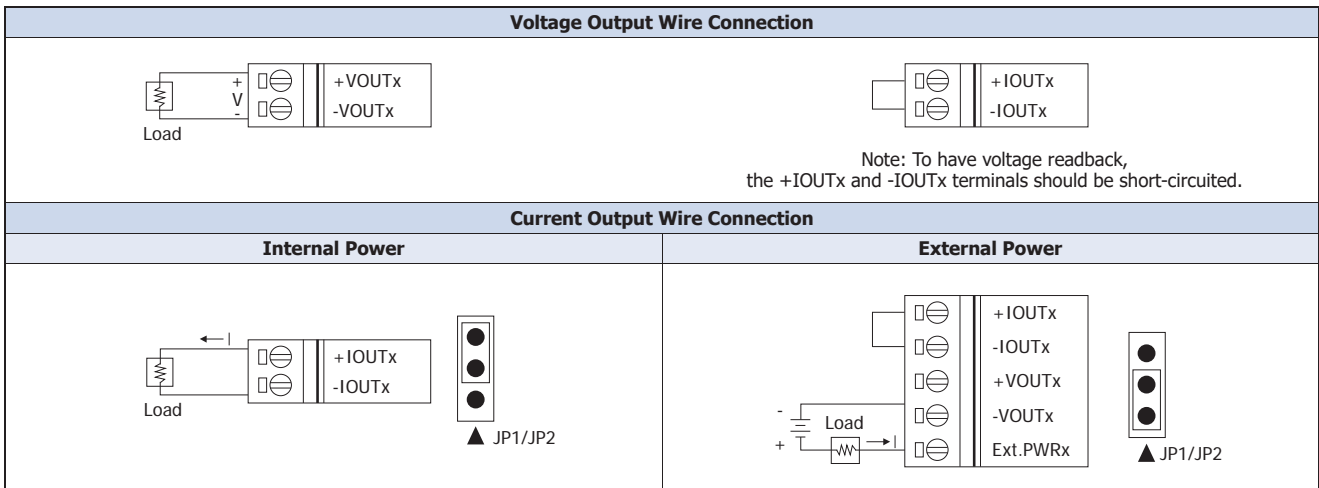 Voltage Output Wire Connection
+
V
-
Load
+VOUTx
-VOUTx
+IOUTx
-IOUTx
Note: To have voltage readback,
the +IOUTx and -IOUTx terminals should be short-circuited.
Current Output Wire Connection
Internal Power
External Power
I
Load
+IOUTx
-IOUTx
JP1/JP2
-
+
Load
I
+IOUTx
-IOUTx
+VOUTx
-VOUTx
Ext.PWRx
JP1/JP2